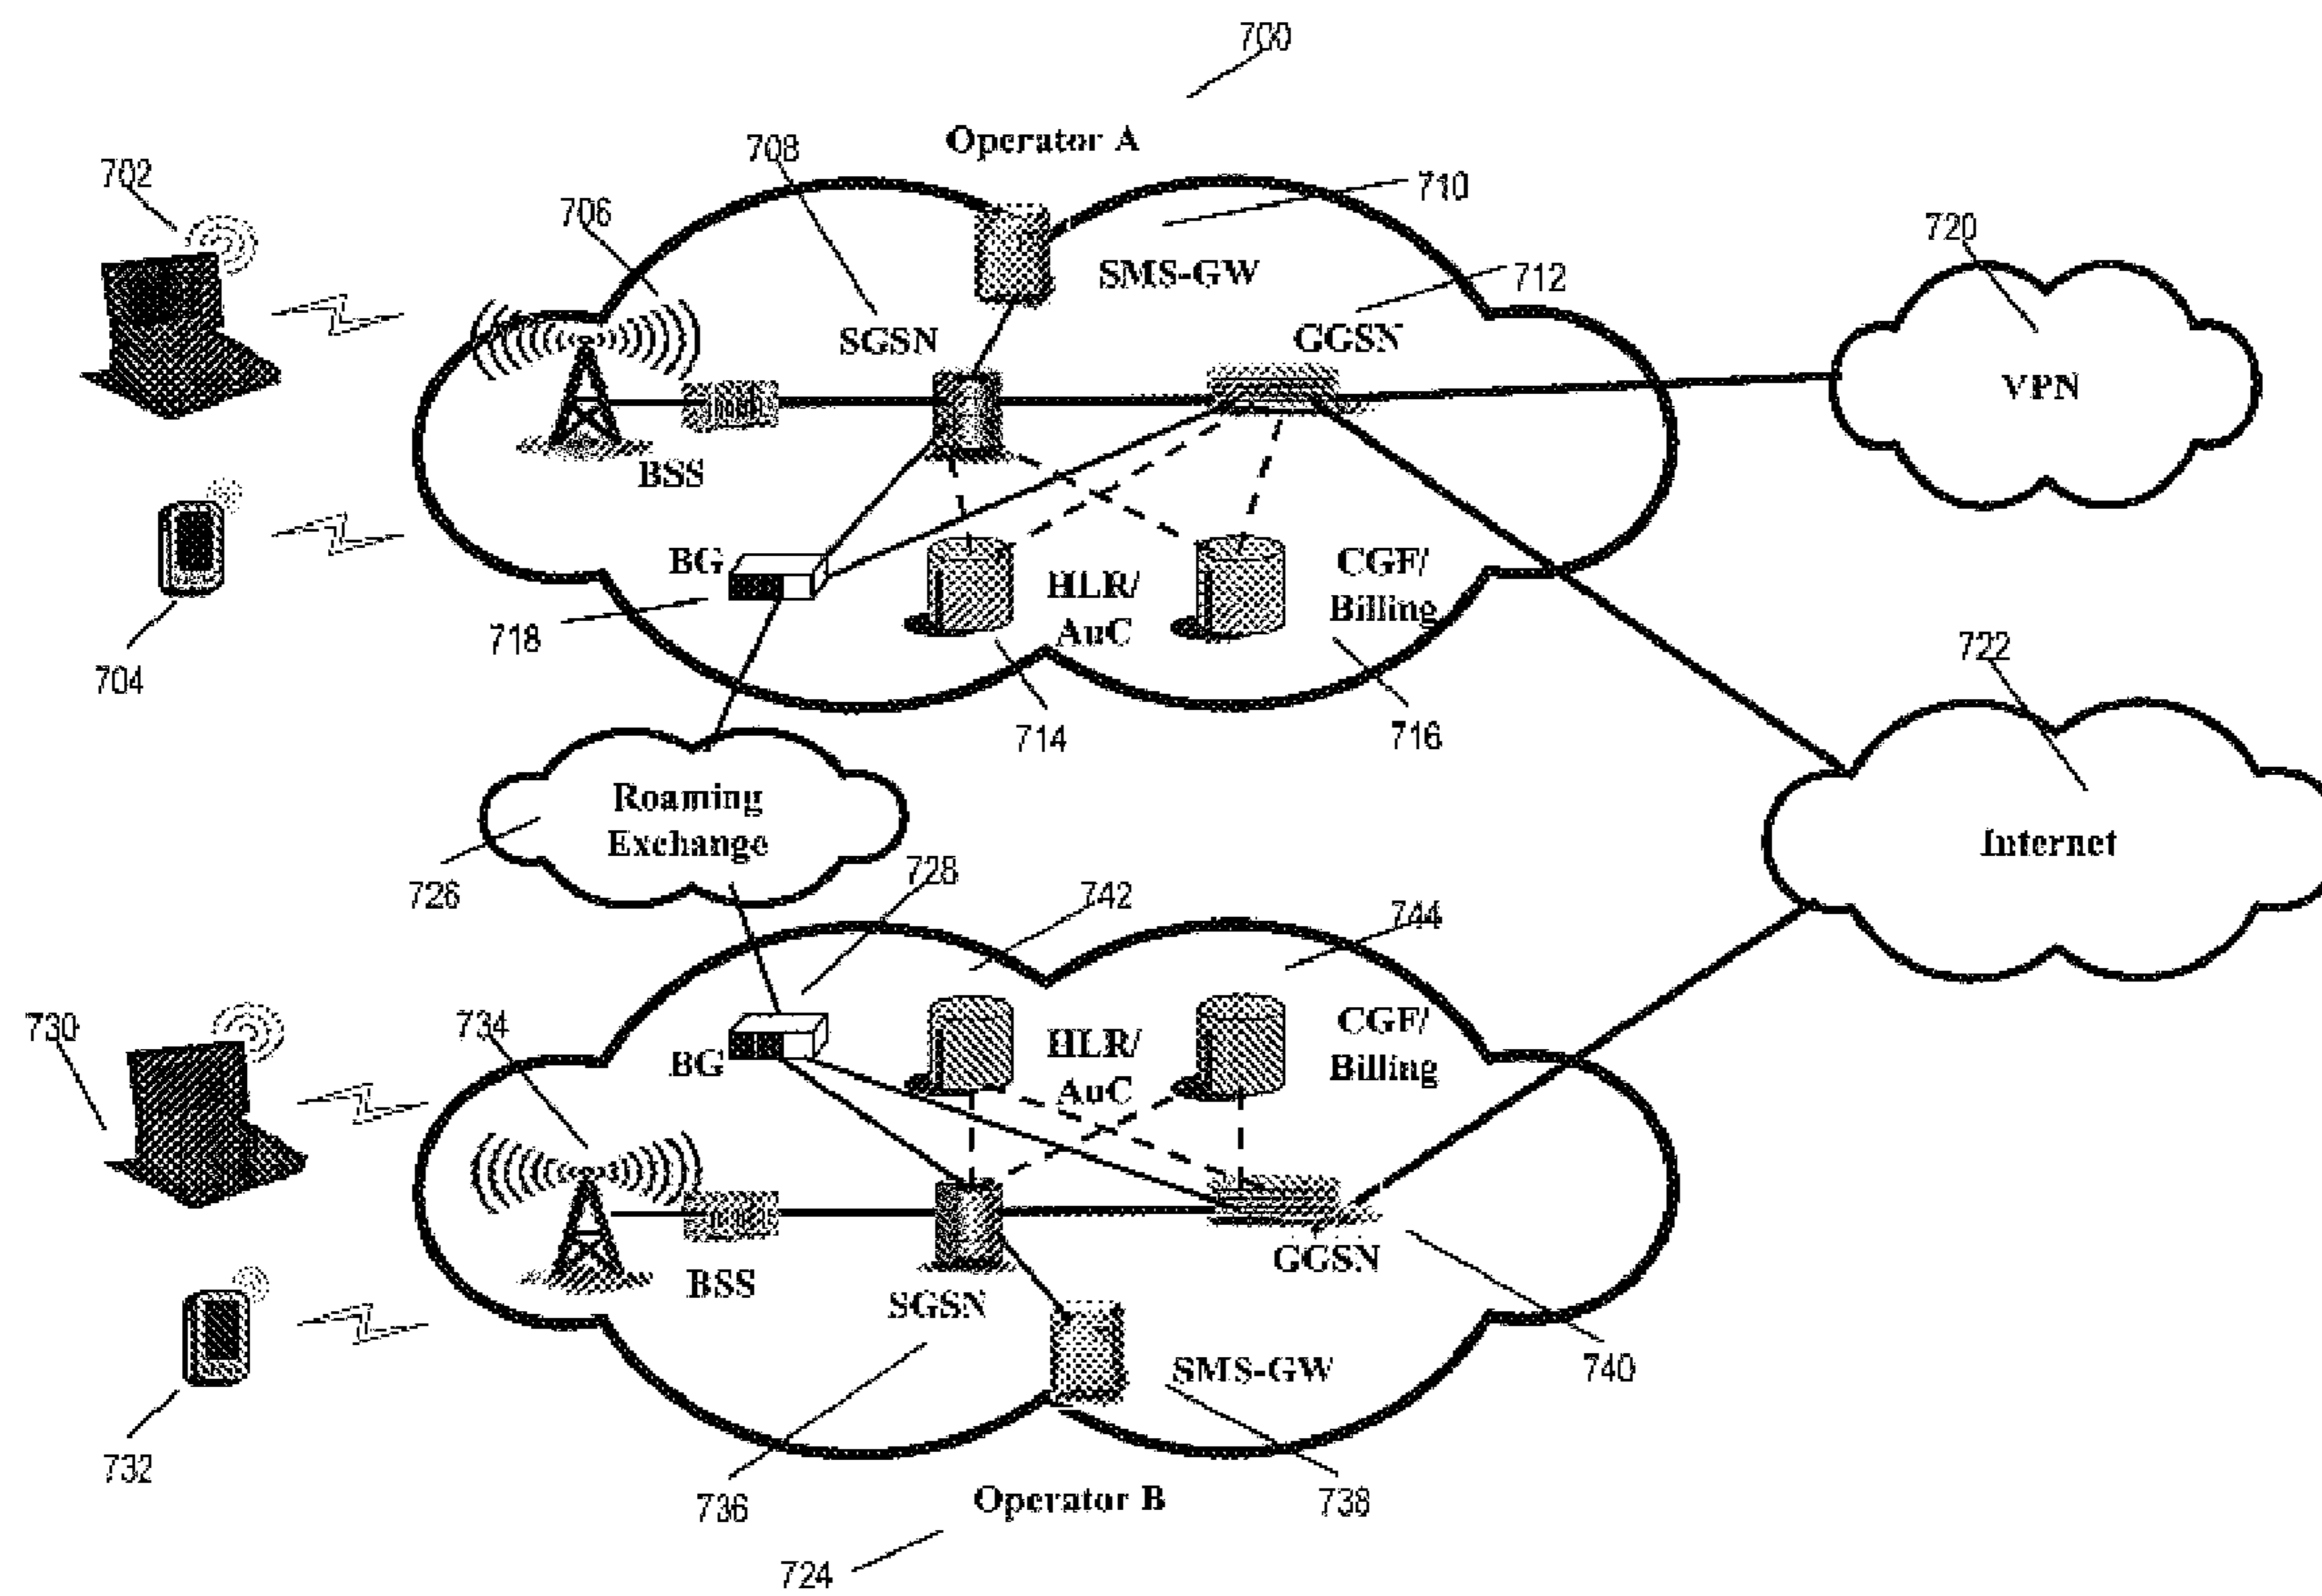 700
Operator A
708
702
706
710
720
712
SMS-GW
SGSN
GGSN
VPN
BSS
BG
HLR/
AuC
CGF/
Billing
718
704
714
716
722
Roaming
Exchange
Internet
726
728
742
744
730
734
BG
HLR/
AuC
CGF/
Billing
BSS
SGSN
GGSN
SMS-GW
740
732
736
Operator B
738
724